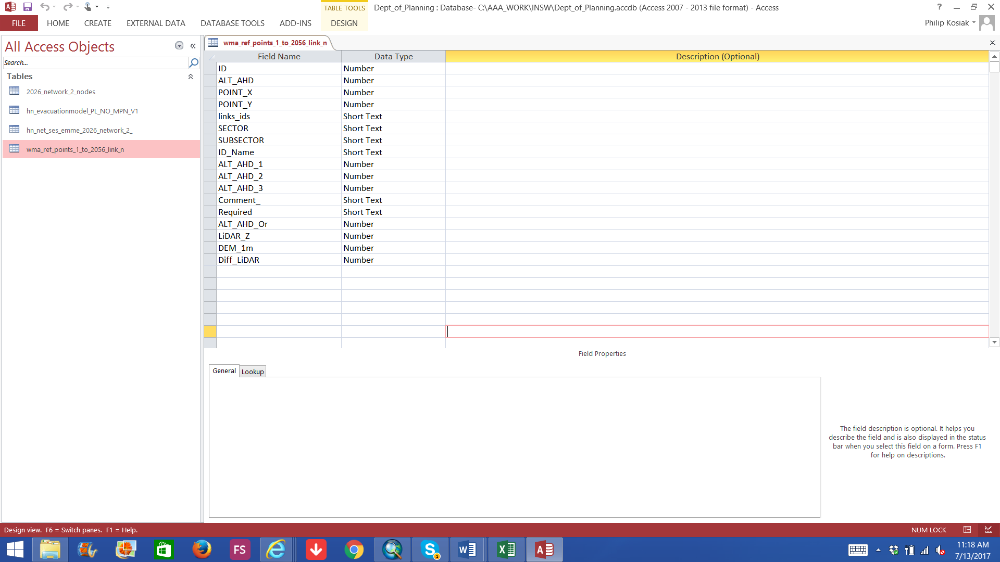 TABLE TOOLS
Dept_of_Planning : Database- C:\AAA_WORK\INSW\Dept_of_Planning.accdb (Access 2007 - 2013 file format) - Access
?
FILE
HOME
CREATE
EXTERNAL DATA
DATABASE TOOLS
ADD-INS
DESIGN
Philip Kosiak
All Access Objects
Search...
Tables
2026_network_2_nodes
hn_evacuationmodel_PL_NO_MPN_V1
hn_net_ses_emme_2026_network_2_
wma_ref_points_1_to_2056_link_n
wma_ref_points_1_to_2056_link_n
Field Name Data Type Description (Optional)
ID Number
ALT_AHD Number
POINT_X Number
POINT_Y Number
links_ids Short Text
SECTOR Short Text
SUBSECTOR Short Text
ID_Name Short Text
ALT_AHD_1 Number
ALT_AHD_2 Number
ALT_AHD_3 Number
Comment_ Short Text
Required Short Text
ALT_AHD_Or Number
LiDAR_Z Number
DEM_1m Number
Diff_LiDAR Number
Field Properties
General
Lookup
The field description is optional. It helps you
describe the field and is also displayed in the status
bar when you select this field on a form. Press F1
for help on descriptions.
Design view. F6 = Switch panes. F1 = Help.
NUM LOCK
FS
1
11:18 AM
7/13/2017